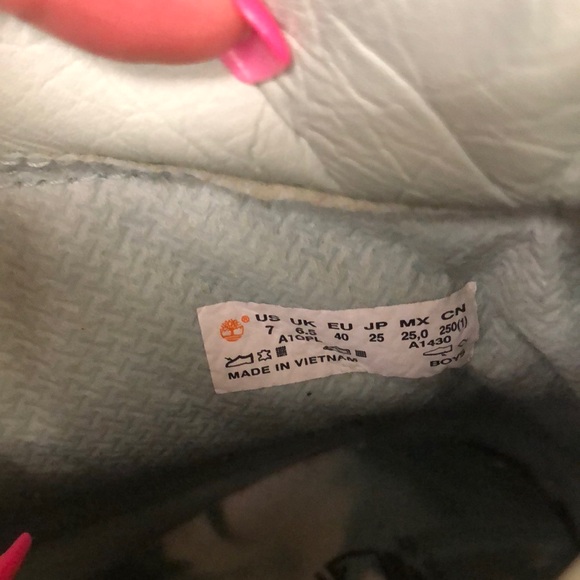 US UK EU JP MX CN
7 6.5 40 25 25,0 250(1)
A1430
MADE IN VIETNAM BOYS